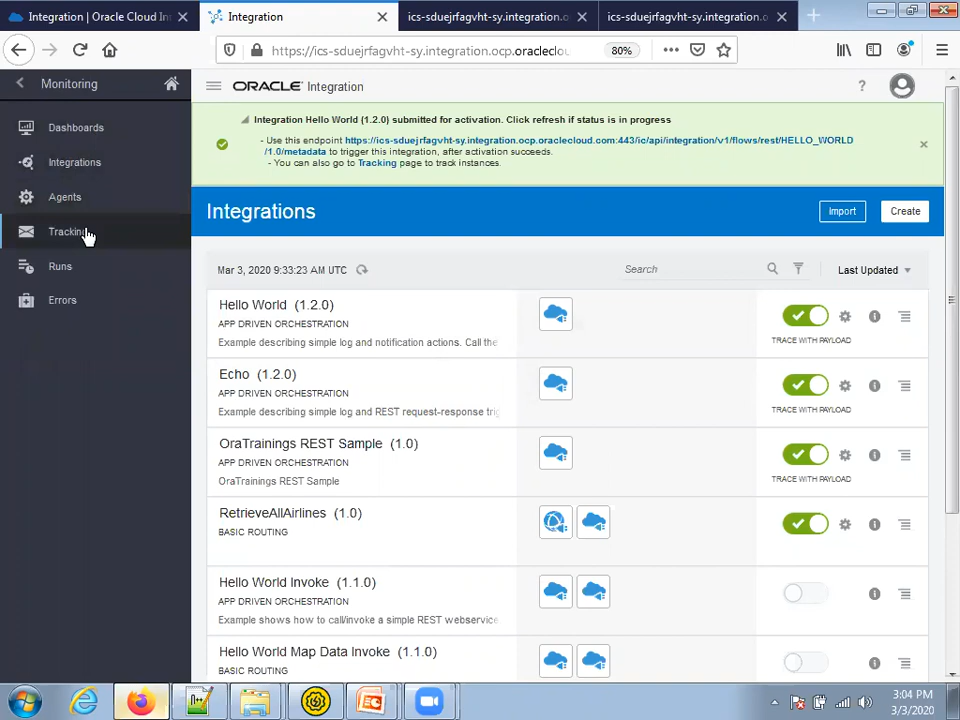 Integration | Oracle Cloud In
Integration
ics-sduejrfagvht-sy.integration.o
ics-sduejrfagvht-sy.integration.o
https://ics-sduejrfagvht-sy.integration.ocp.oraclclou
80%
Monitoring
ORACLE Integration
Dashboards
Integrations
Agents
Tracking
Runs
Errors
Integration Hello World (1.2.0) submitted for activation. Click refresh if status is in progress
- Use this endpoint https://ics-sduejrfagvht-sy.integration.ocp.oraclecloud.com:443/ic/api/integration/v1/flows/rest/HELLO_WORLD
/1.0/metadata to trigger this integration, after activation succeeds.
- You can also go to Tracking page to track instances.
Integrations
Import
Create
Mar 3, 2020 9:33:23 AM UTC
Search
Last Updated
Hello World (1.2.0)
APP DRIVEN ORCHESTRATION
Example describing simple log and notification actions. Call the
TRACE WITH PAYLOAD
Echo (1.2.0)
APP DRIVEN ORCHESTRATION
Example describing simple log and REST request-response trig
TRACE WITH PAYLOAD
OraTrainings REST Sample (1.0)
APP DRIVEN ORCHESTRATION
OraTrainings REST Sample
TRACE WITH PAYLOAD
RetrieveAllAirlines (1.0)
BASIC ROUTING
Hello World Invoke (1.1.0)
APP DRIVEN ORCHESTRATION
Example shows how to call/invoke a simple REST webservice
Hello World Map Data Invoke (1.1.0)
BASIC ROUTING
3:04 PM
3/3/2020